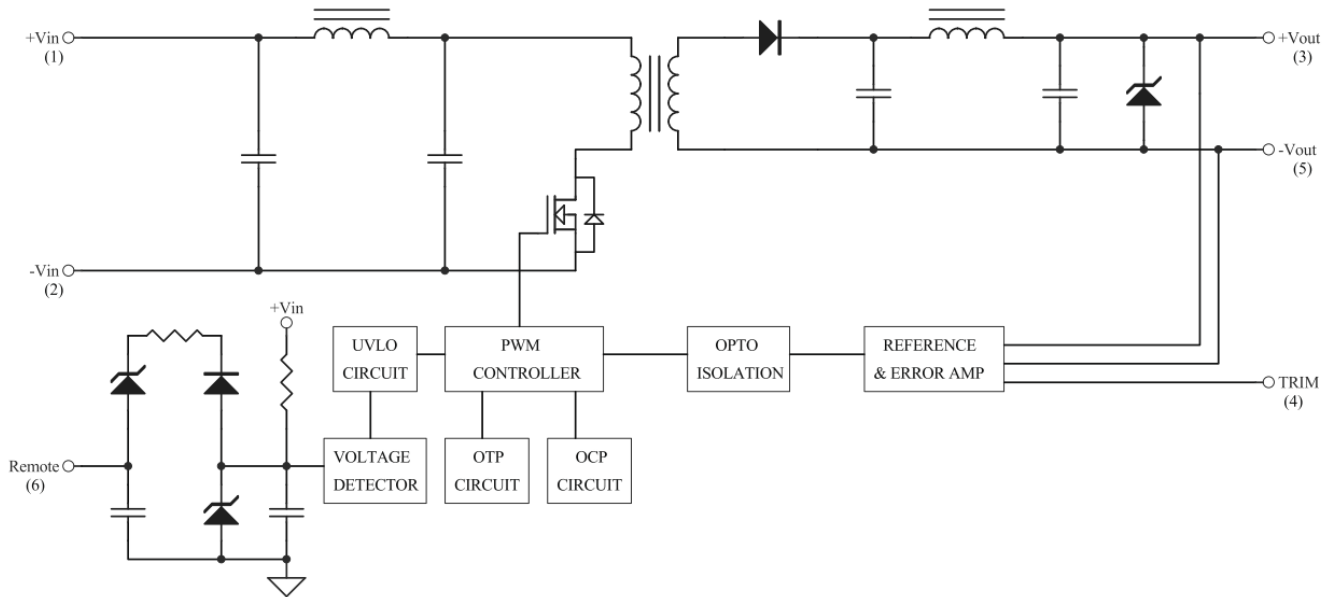 +Vin
(1)
+Vout
(3)
-Vout
(5)
-Vin
(2)
+Vin
UVLO
CIRCUIT
PWM
CONTROLLER
OPTO
ISOLATION
REFERENCE
& ERROR AMP
TRIM
(4)
Remote
(6)
VOLTAGE
DETECTOR
OTP
CIRCUIT
OCP
CIRCUIT